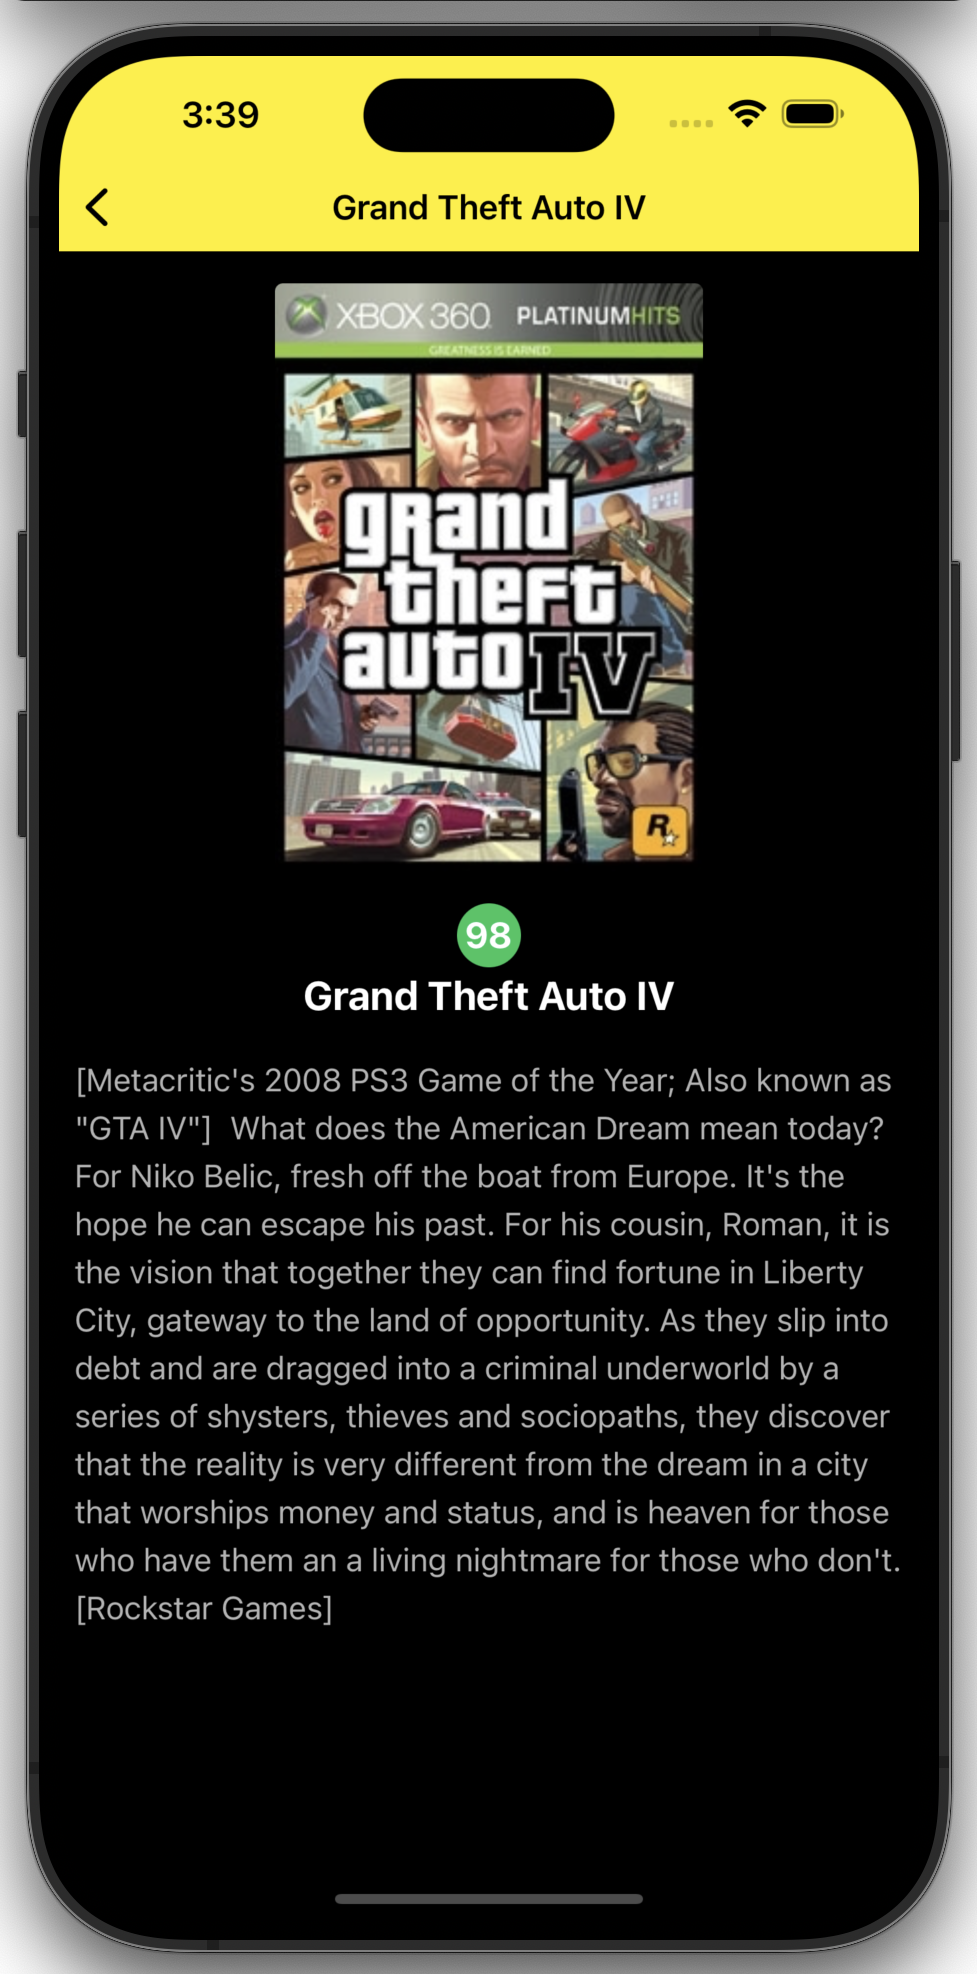 3:39
Grand Theft Auto IV
XBOX 360 PLATINUMHITS
GREATNESS IS EARNED
grand
theft
auto IV
R
98
Grand Theft Auto IV
[Metacritic's 2008 PS3 Game of the Year; Also known as
"GTA IV"]  What does the American Dream mean today?
For Niko Belic, fresh off the boat from Europe. It's the
hope he can escape his past. For his cousin, Roman, it is
the vision that together they can find fortune in Liberty
City, gateway to the land of opportunity. As they slip into
debt and are dragged into a criminal underworld by a
series of shysters, thieves and sociopaths, they discover
that the reality is very different from the dream in a city
that worships money and status, and is heaven for those
who have them an a living nightmare for those who don't.
[Rockstar Games]